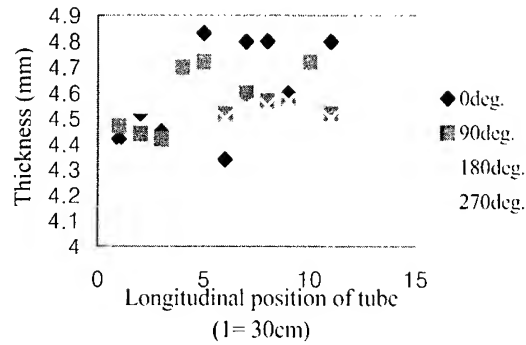 4.9
4.8
4.7
4.6
4.5
4.4
4.3
4.2
4.1
4
Thickness (mm)
0 5 10 15
Longitudinal position of tube
(1= 30cm)
0deg.
90deg.
180deg.
270deg.